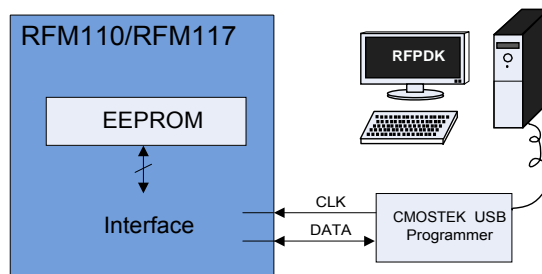 RFM110/RFM117
RFPDK
EEPROM
CLK
Interface
DATA
CMOSTEK USB
Programmer